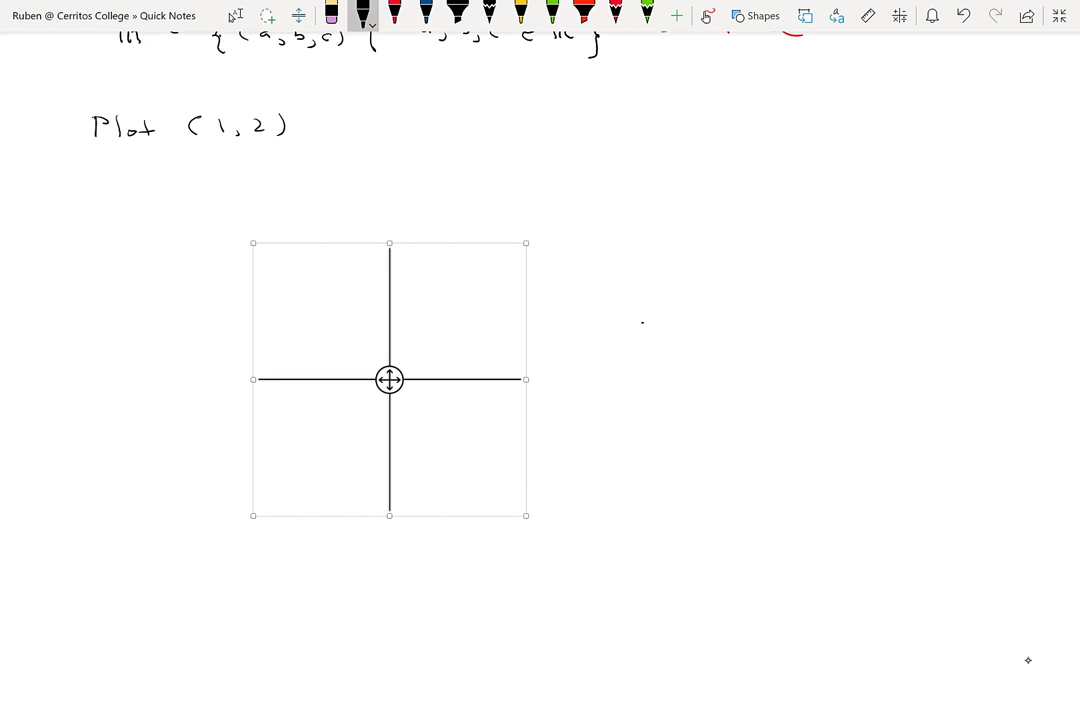 Ruben @ Cerritos College » Quick Notes
Shapes
Plot (1, 2)